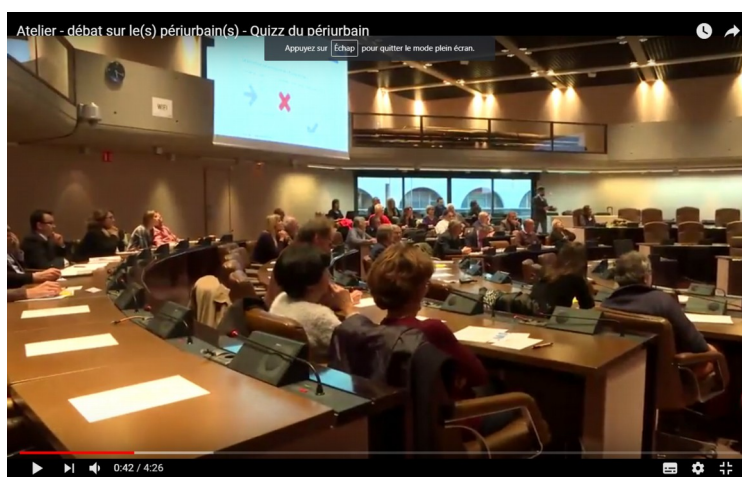 Atelier - débat sur le(s) périurbain(s) - Quizz du périurbain
Appuyez sur Échap pour quitter le mode plein écran.
WIFI
0:42 / 4:26